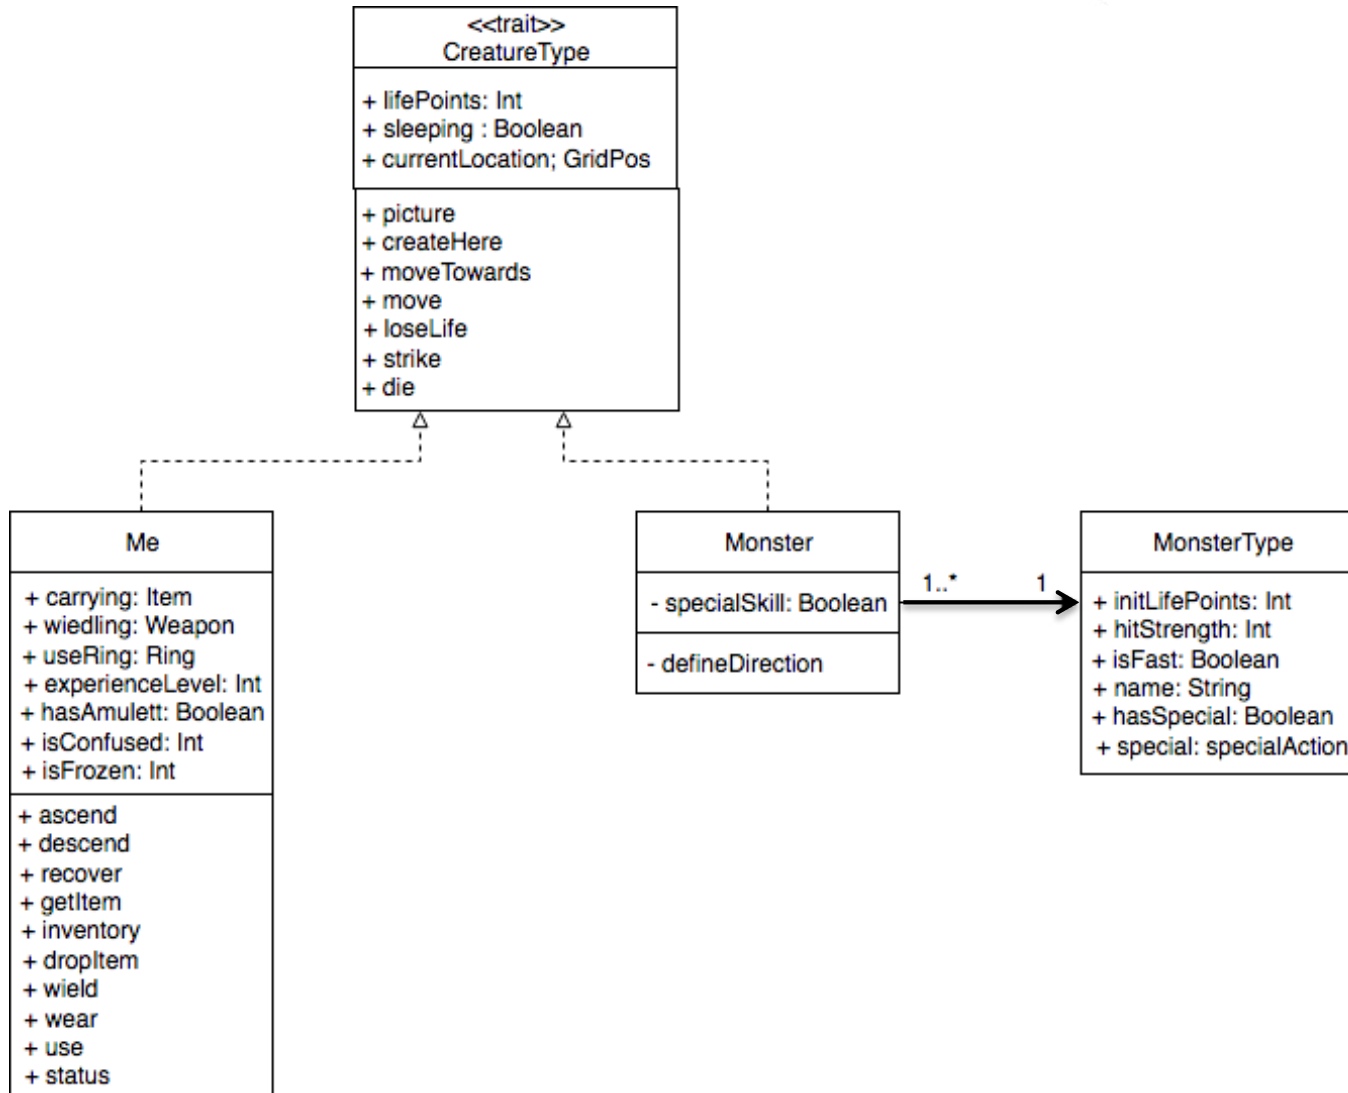 <<trait>>
CreatureType
+ lifePoints: Int
+ sleeping : Boolean
+ currentLocation; GridPos
+ picture
+ createHere
+ moveTowards
+ move
+ loseLife
+ strike
+ die
Me
+ carrying: Item
+ wiedling: Weapon
+ useRing: Ring
+ experienceLevel: Int
+ hasAmulett: Boolean
+ isConfused: Int
+ isFrozen: Int
+ ascend
+ descend
+ recover
+ getItem
+ inventory
+ dropItem
+ wield
+ wear
+ use
+ status
Monster
- specialSkill: Boolean
- defineDirection
1..*
1
MonsterType
+ initLifePoints: Int
+ hitStrength: Int
+ isFast: Boolean
+ name: String
+ hasSpecial: Boolean
+ special: specialAction